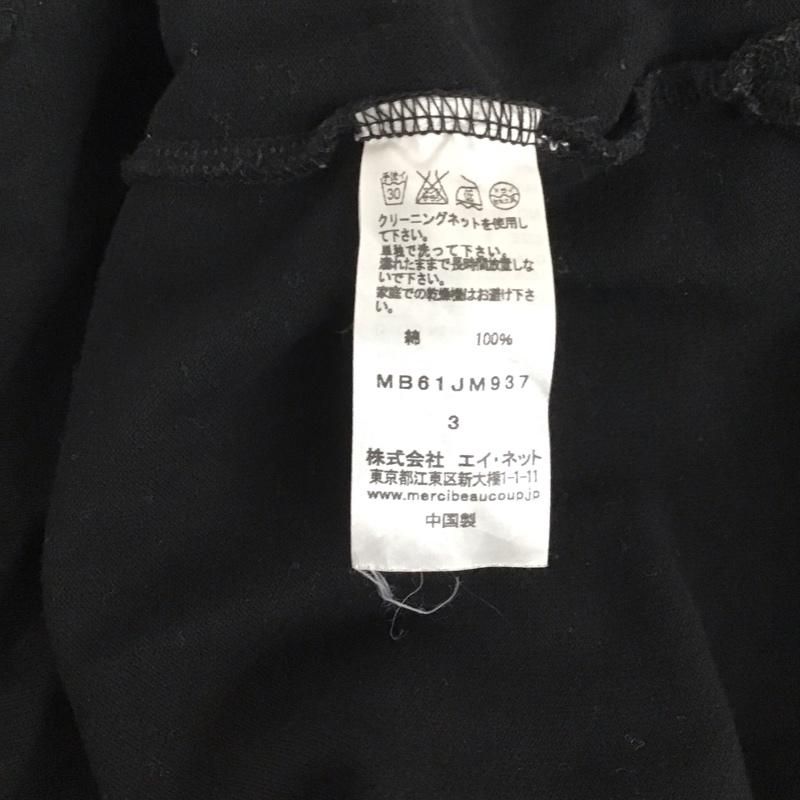 手洗イ
30
クリーニングネットを使用し
て下さい。
単独で洗って下さい。
濡れたままで長時間放置しな
いで下さい。
家庭での乾燥機はお避け下さ
い。
綿 100%
MB61JM937
3
株式会社 エイ・ネット
東京都江東区新大橋1-1-11
www.mercibeaucoup.jp
中国製